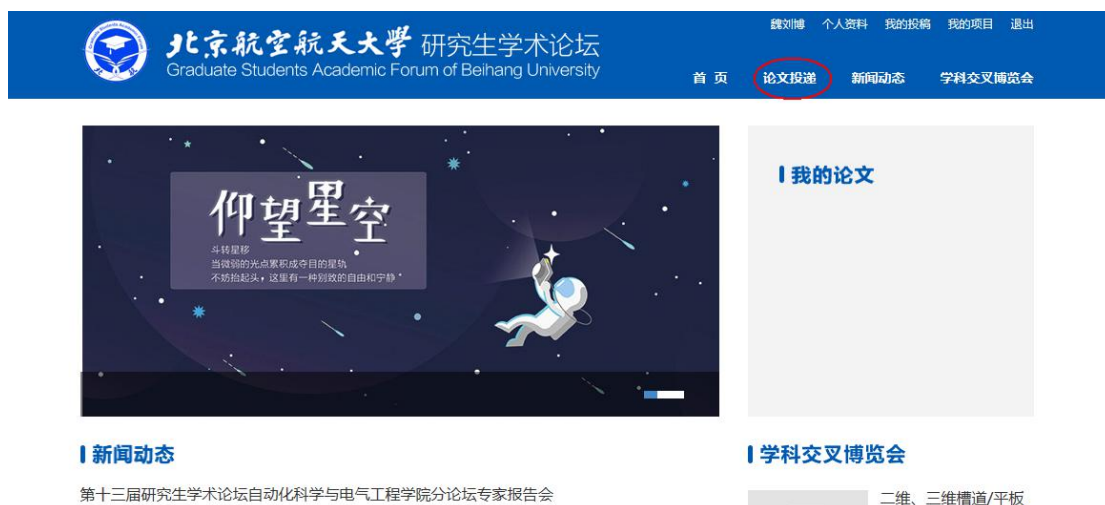 魏刘博 个人资料 我的投稿 我的项目 退出
北京航空航天大學 研究生学术论坛
Graduate Students Academic Forum of Beihang University
首 页 论文投递 新闻动态 学科交叉博览会
仰望星空
斗转星移
当微弱的光点累积成夺目的星轨
不妨抬起头，这里有一种别致的自由和宁静
我的论文
新闻动态
第十三届研究生学术论坛自动化科学与电气工程学院分论坛专家报告会
学科交叉博览会
二维、三维槽道/平板